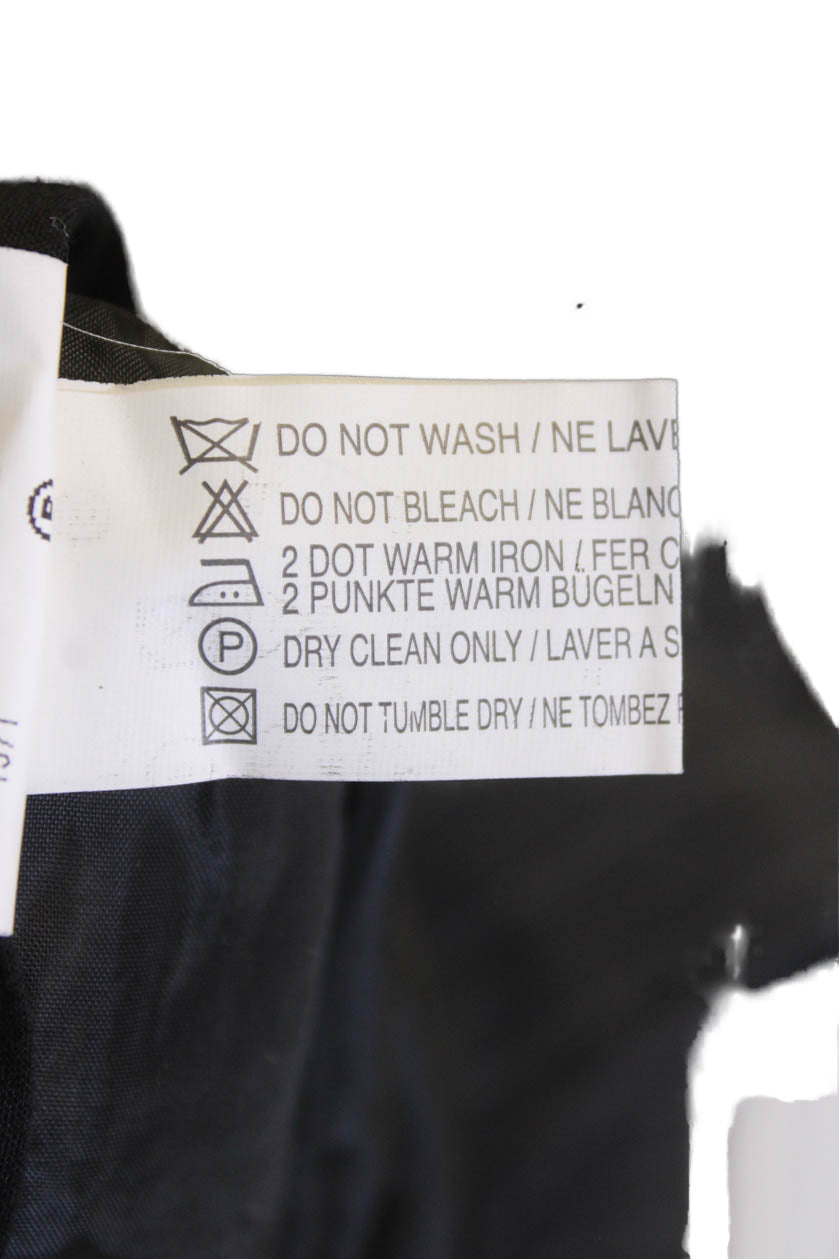 DO NOT WASH / NE LAVE
DO NOT BLEACH / NE BLANC
2 DOT WARM IRON / FER C
2 PUNKTE WARM BÜGELN
P DRY CLEAN ONLY / LAVER A S
DO NOT TUMBLE DRY / NE TOMBEZ